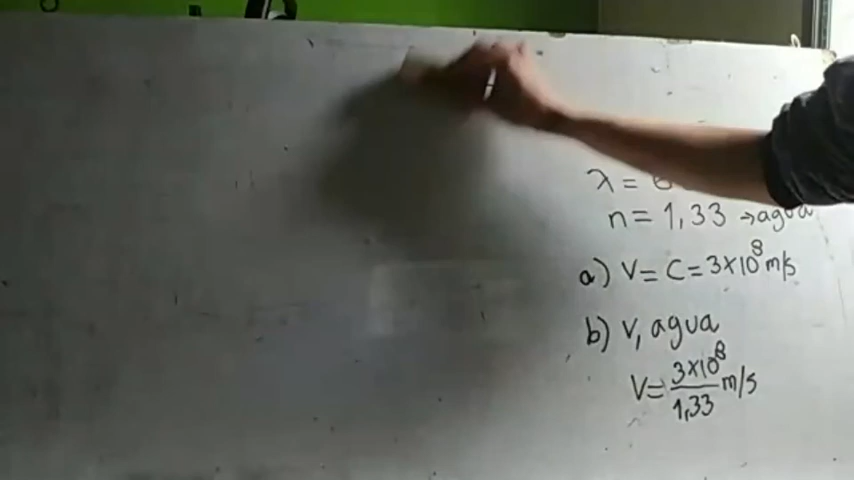 λ =
n = 1,33 → agua
a) V = C = 3x10⁸ m/s
b) V, agua
V = 3x10⁸/1,33 m/s